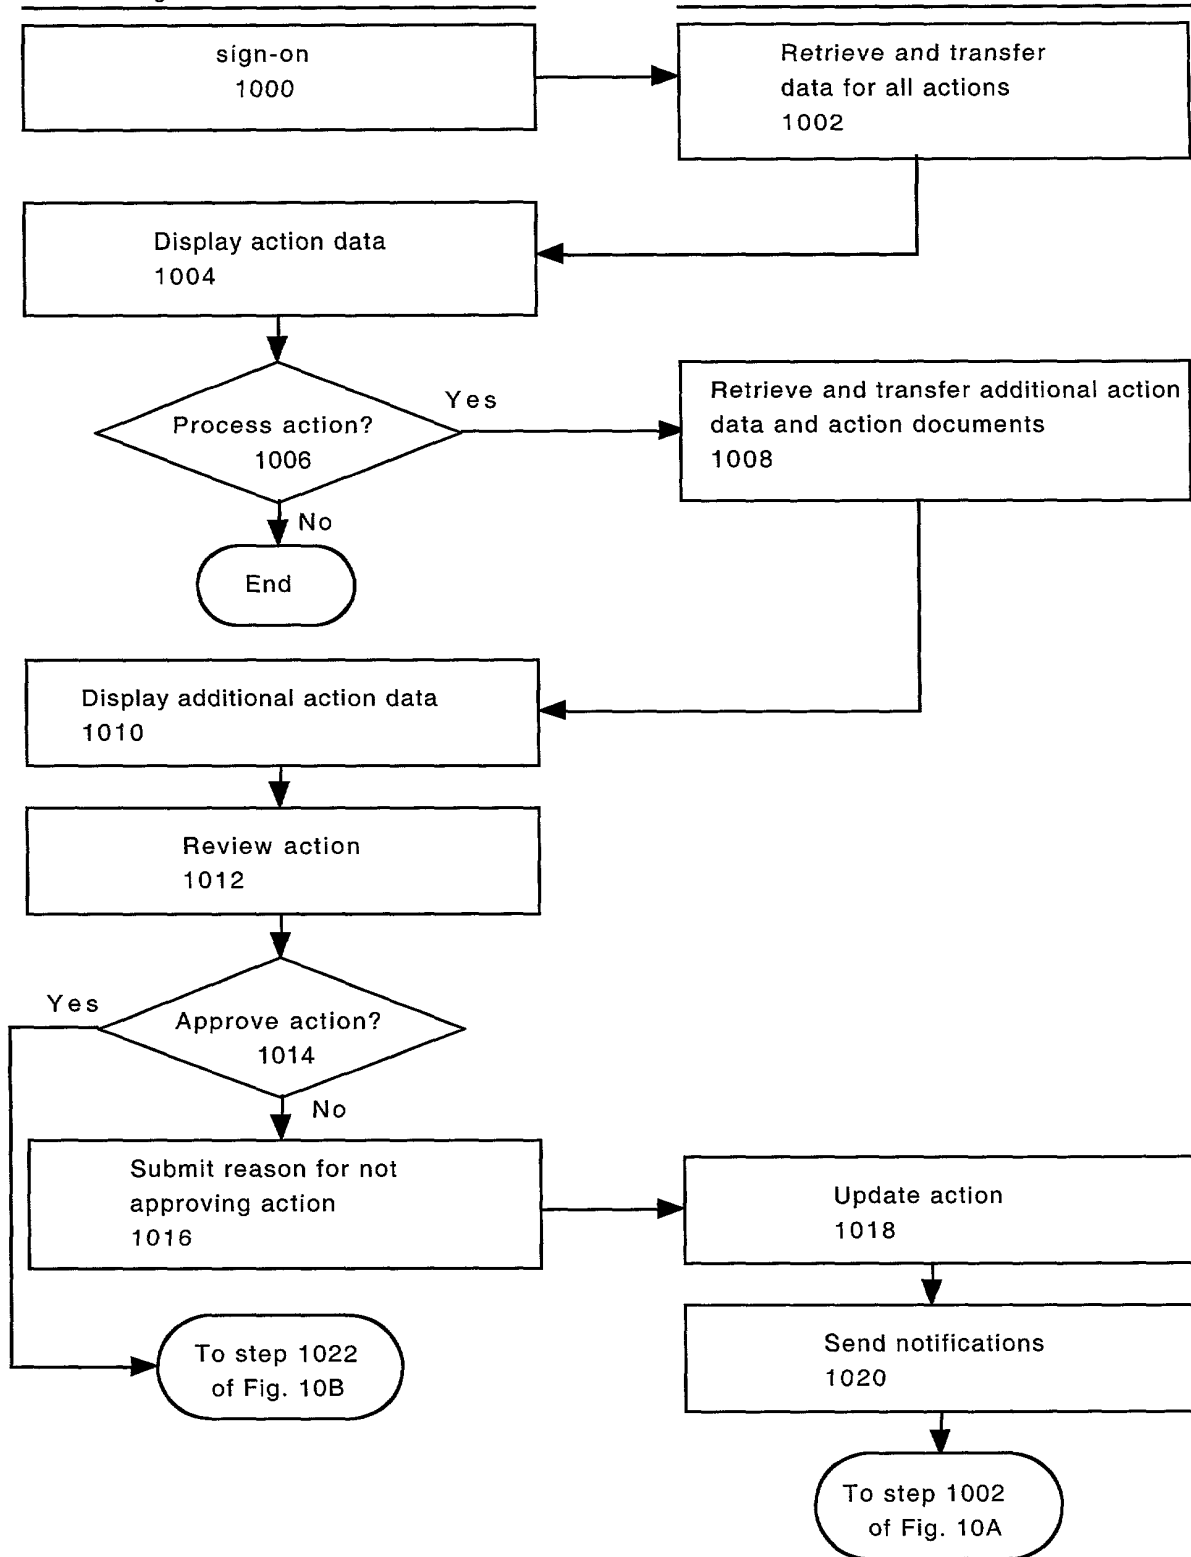 sign-on
1000
Retrieve and transfer
data for all actions
1002
Display action data
1004
Process action?
1006
Yes
No
End
Retrieve and transfer additional action
data and action documents
1008
Display additional action data
1010
Review action
1012
Approve action?
1014
Yes
No
Submit reason for not
approving action
1016
Update action
1018
Send notifications
1020
To step 1022
of Fig. 10B
To step 1002
of Fig. 10A